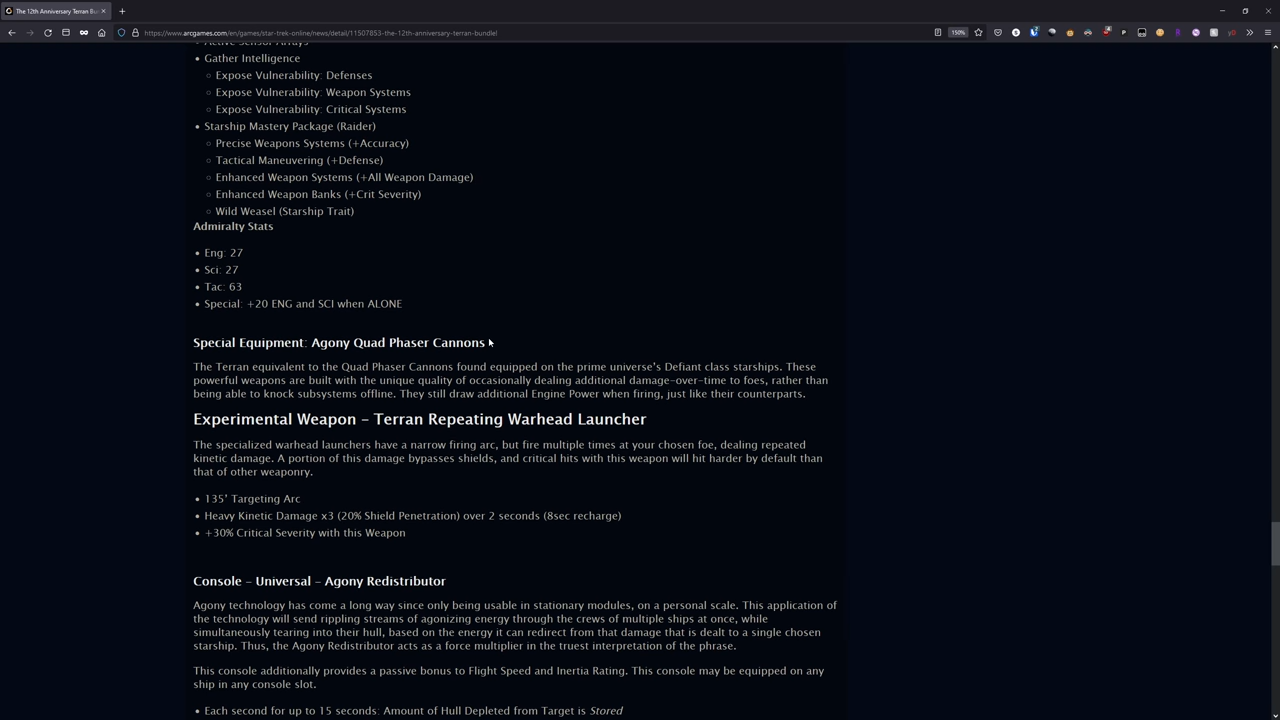 The 12th Anniversary Terran Bu
https://www.arcgames.com/en/games/star-trek-online/news/detail/11507853-the-12th-anniversary-terran-bundle!
150%
Active Sensor Arrays
• Gather Intelligence
○ Expose Vulnerability: Defenses
○ Expose Vulnerability: Weapon Systems
○ Expose Vulnerability: Critical Systems
• Starship Mastery Package (Raider)
○ Precise Weapons Systems (+Accuracy)
○ Tactical Maneuvering (+Defense)
○ Enhanced Weapon Systems (+All Weapon Damage)
○ Enhanced Weapon Banks (+Crit Severity)
○ Wild Weasel (Starship Trait)
Admiralty Stats
• Eng: 27
• Sci: 27
• Tac: 63
• Special: +20 ENG and SCI when ALONE
Special Equipment: Agony Quad Phaser Cannons
The Terran equivalent to the Quad Phaser Cannons found equipped on the prime universe’s Defiant class starships. These
powerful weapons are built with the unique quality of occasionally dealing additional damage-over-time to foes, rather than
being able to knock subsystems offline. They still draw additional Engine Power when firing, just like their counterparts.
Experimental Weapon – Terran Repeating Warhead Launcher
The specialized warhead launchers have a narrow firing arc, but fire multiple times at your chosen foe, dealing repeated
kinetic damage. A portion of this damage bypasses shields, and critical hits with this weapon will hit harder by default than
that of other weaponry.
• 135’ Targeting Arc
• Heavy Kinetic Damage x3 (20% Shield Penetration) over 2 seconds (8sec recharge)
• +30% Critical Severity with this Weapon
Console – Universal – Agony Redistributor
Agony technology has come a long way since only being usable in stationary modules, on a personal scale. This application of
the technology will send rippling streams of agonizing energy through the crews of multiple ships at once, while
simultaneously tearing into their hull, based on the energy it can redirect from that damage that is dealt to a single chosen
starship. Thus, the Agony Redistributor acts as a force multiplier in the truest interpretation of the phrase.
This console additionally provides a passive bonus to Flight Speed and Inertia Rating. This console may be equipped on any
ship in any console slot.
• Each second for up to 15 seconds: Amount of Hull Depleted from Target is Stored